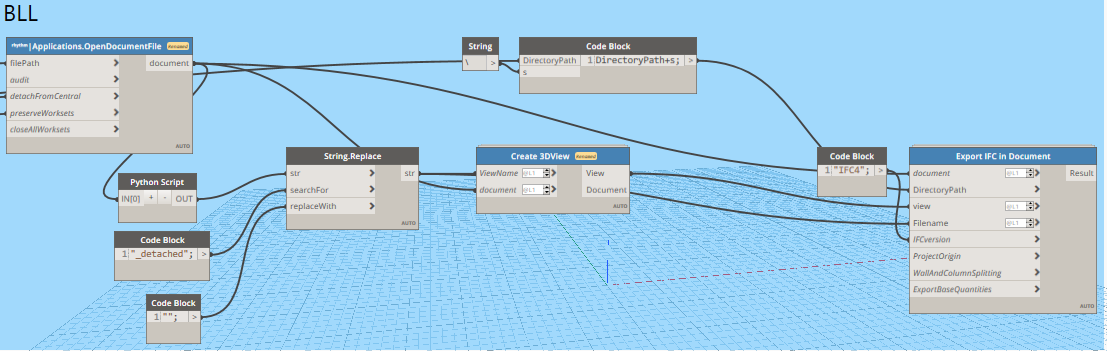 BLL
rhythm|Applications.OpenDocumentFile
Renamed
filePath > document
audit >
detachFromCentral >
preserveWorksets >
closeAllWorksets >
AUTO
String
\ >
Code Block
DirectoryPath 1 DirectoryPath+s; >
s
Python Script
IN[0] + - OUT
Code Block
1 "_detached"; >
Code Block
1 ""; >
String.Replace
str > str
searchFor >
replaceWith >
AUTO
Create 3DView Renamed
ViewName @L1 > View
document @L1 > Document
AUTO
Code Block
1 "IFC4"; >
Export IFC in Document
document @L1 > Result
DirectoryPath >
view @L1 >
Filename @L1 >
IFCversion >
ProjectOrigin >
WallAndColumnSplitting >
ExportBaseQuantities >
AUTO